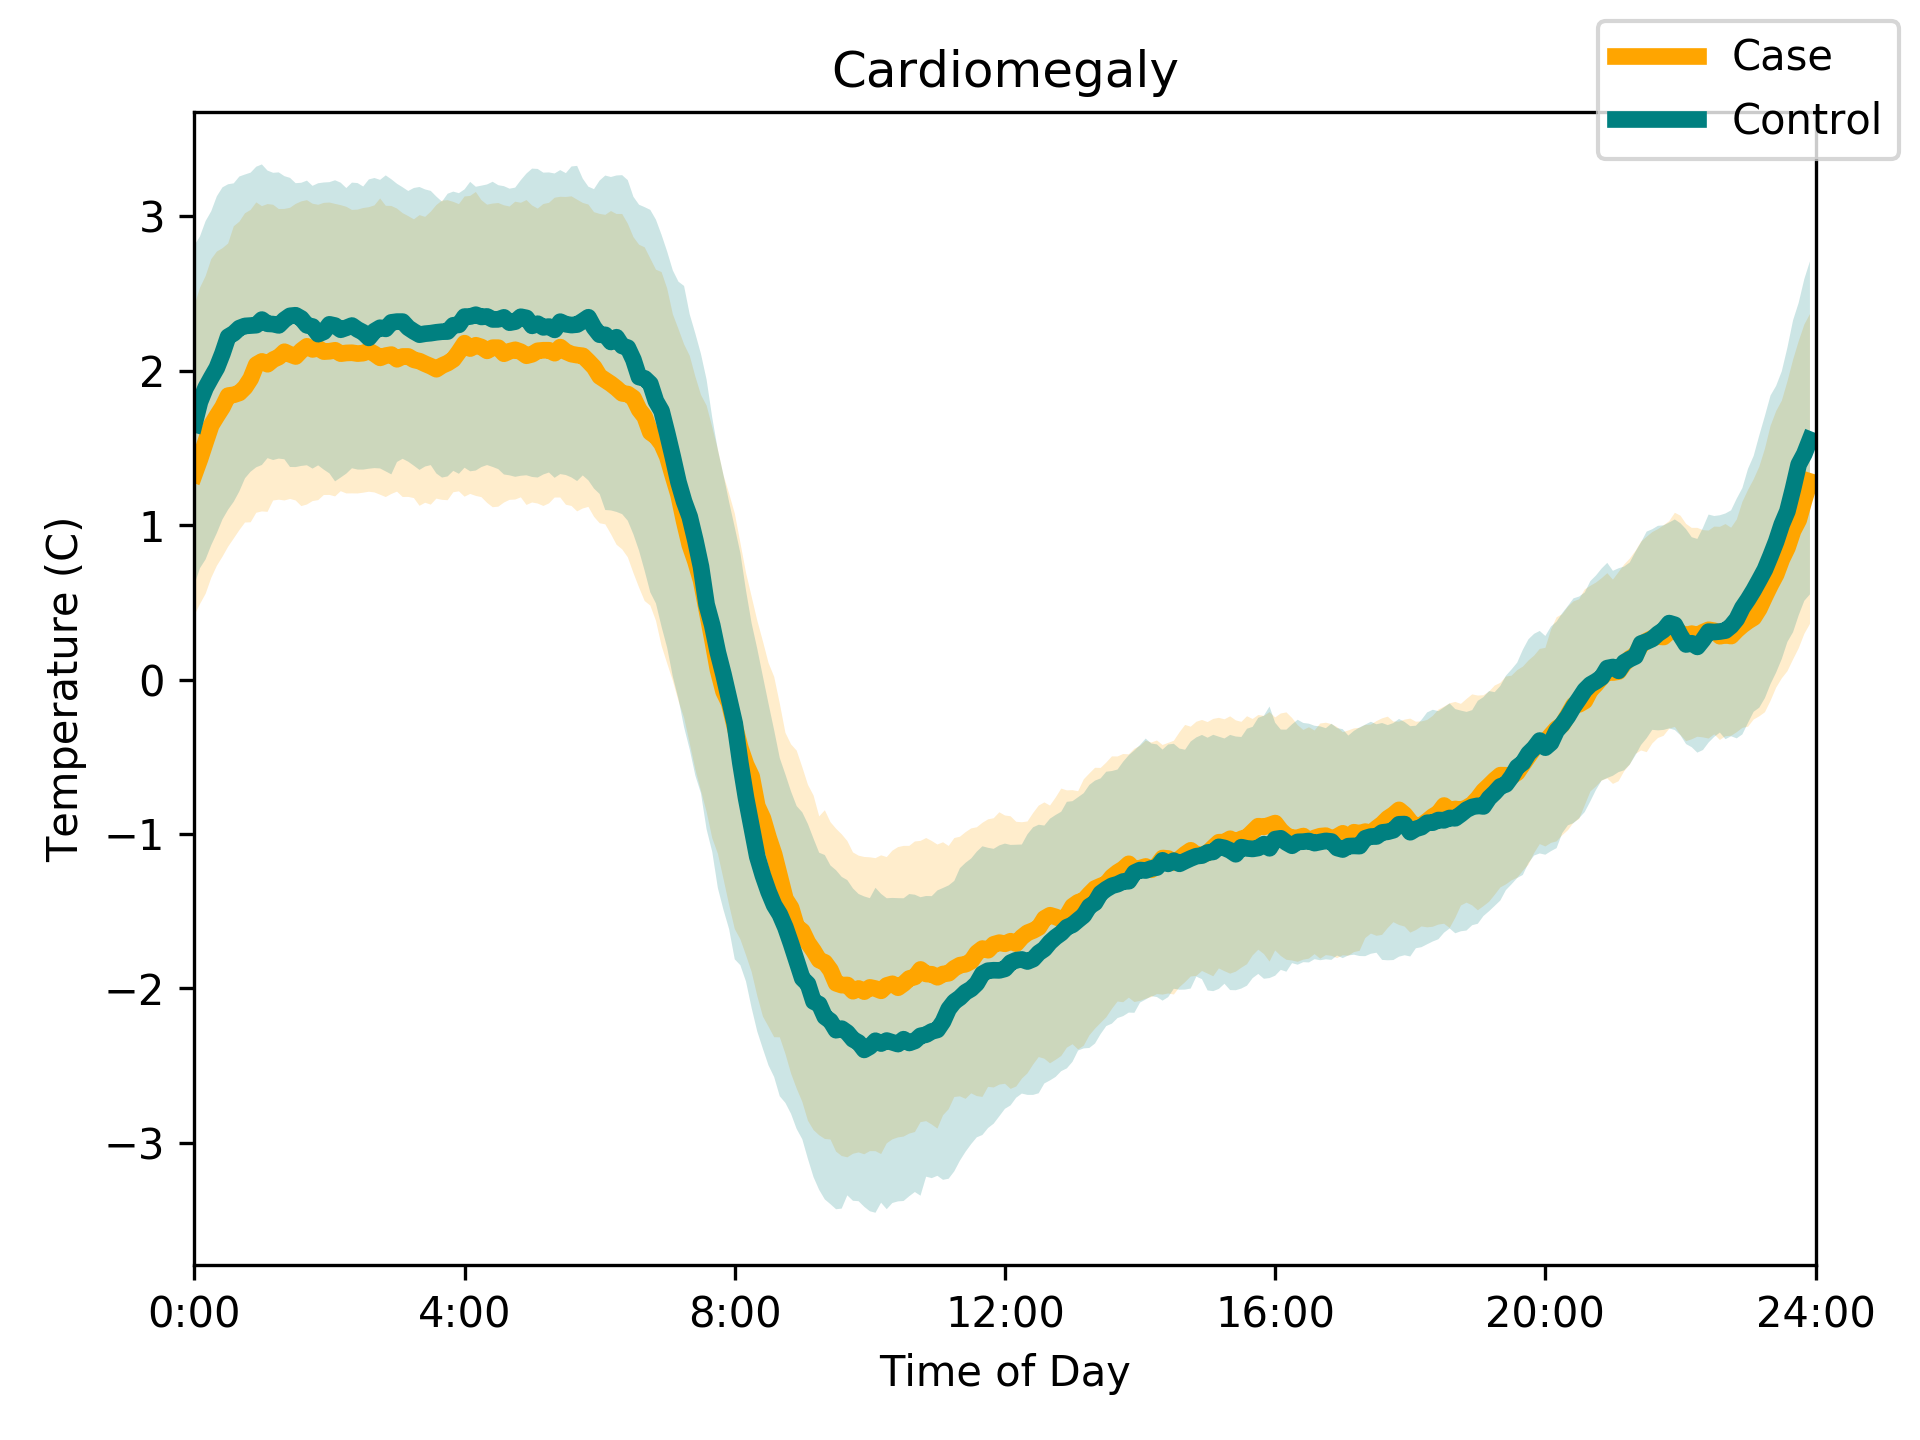 Cardiomegaly
Case
Control
Temperature (C)
3
2
1
0
−1
−2
−3
0:00 4:00 8:00 12:00 16:00 20:00 24:00
Time of Day